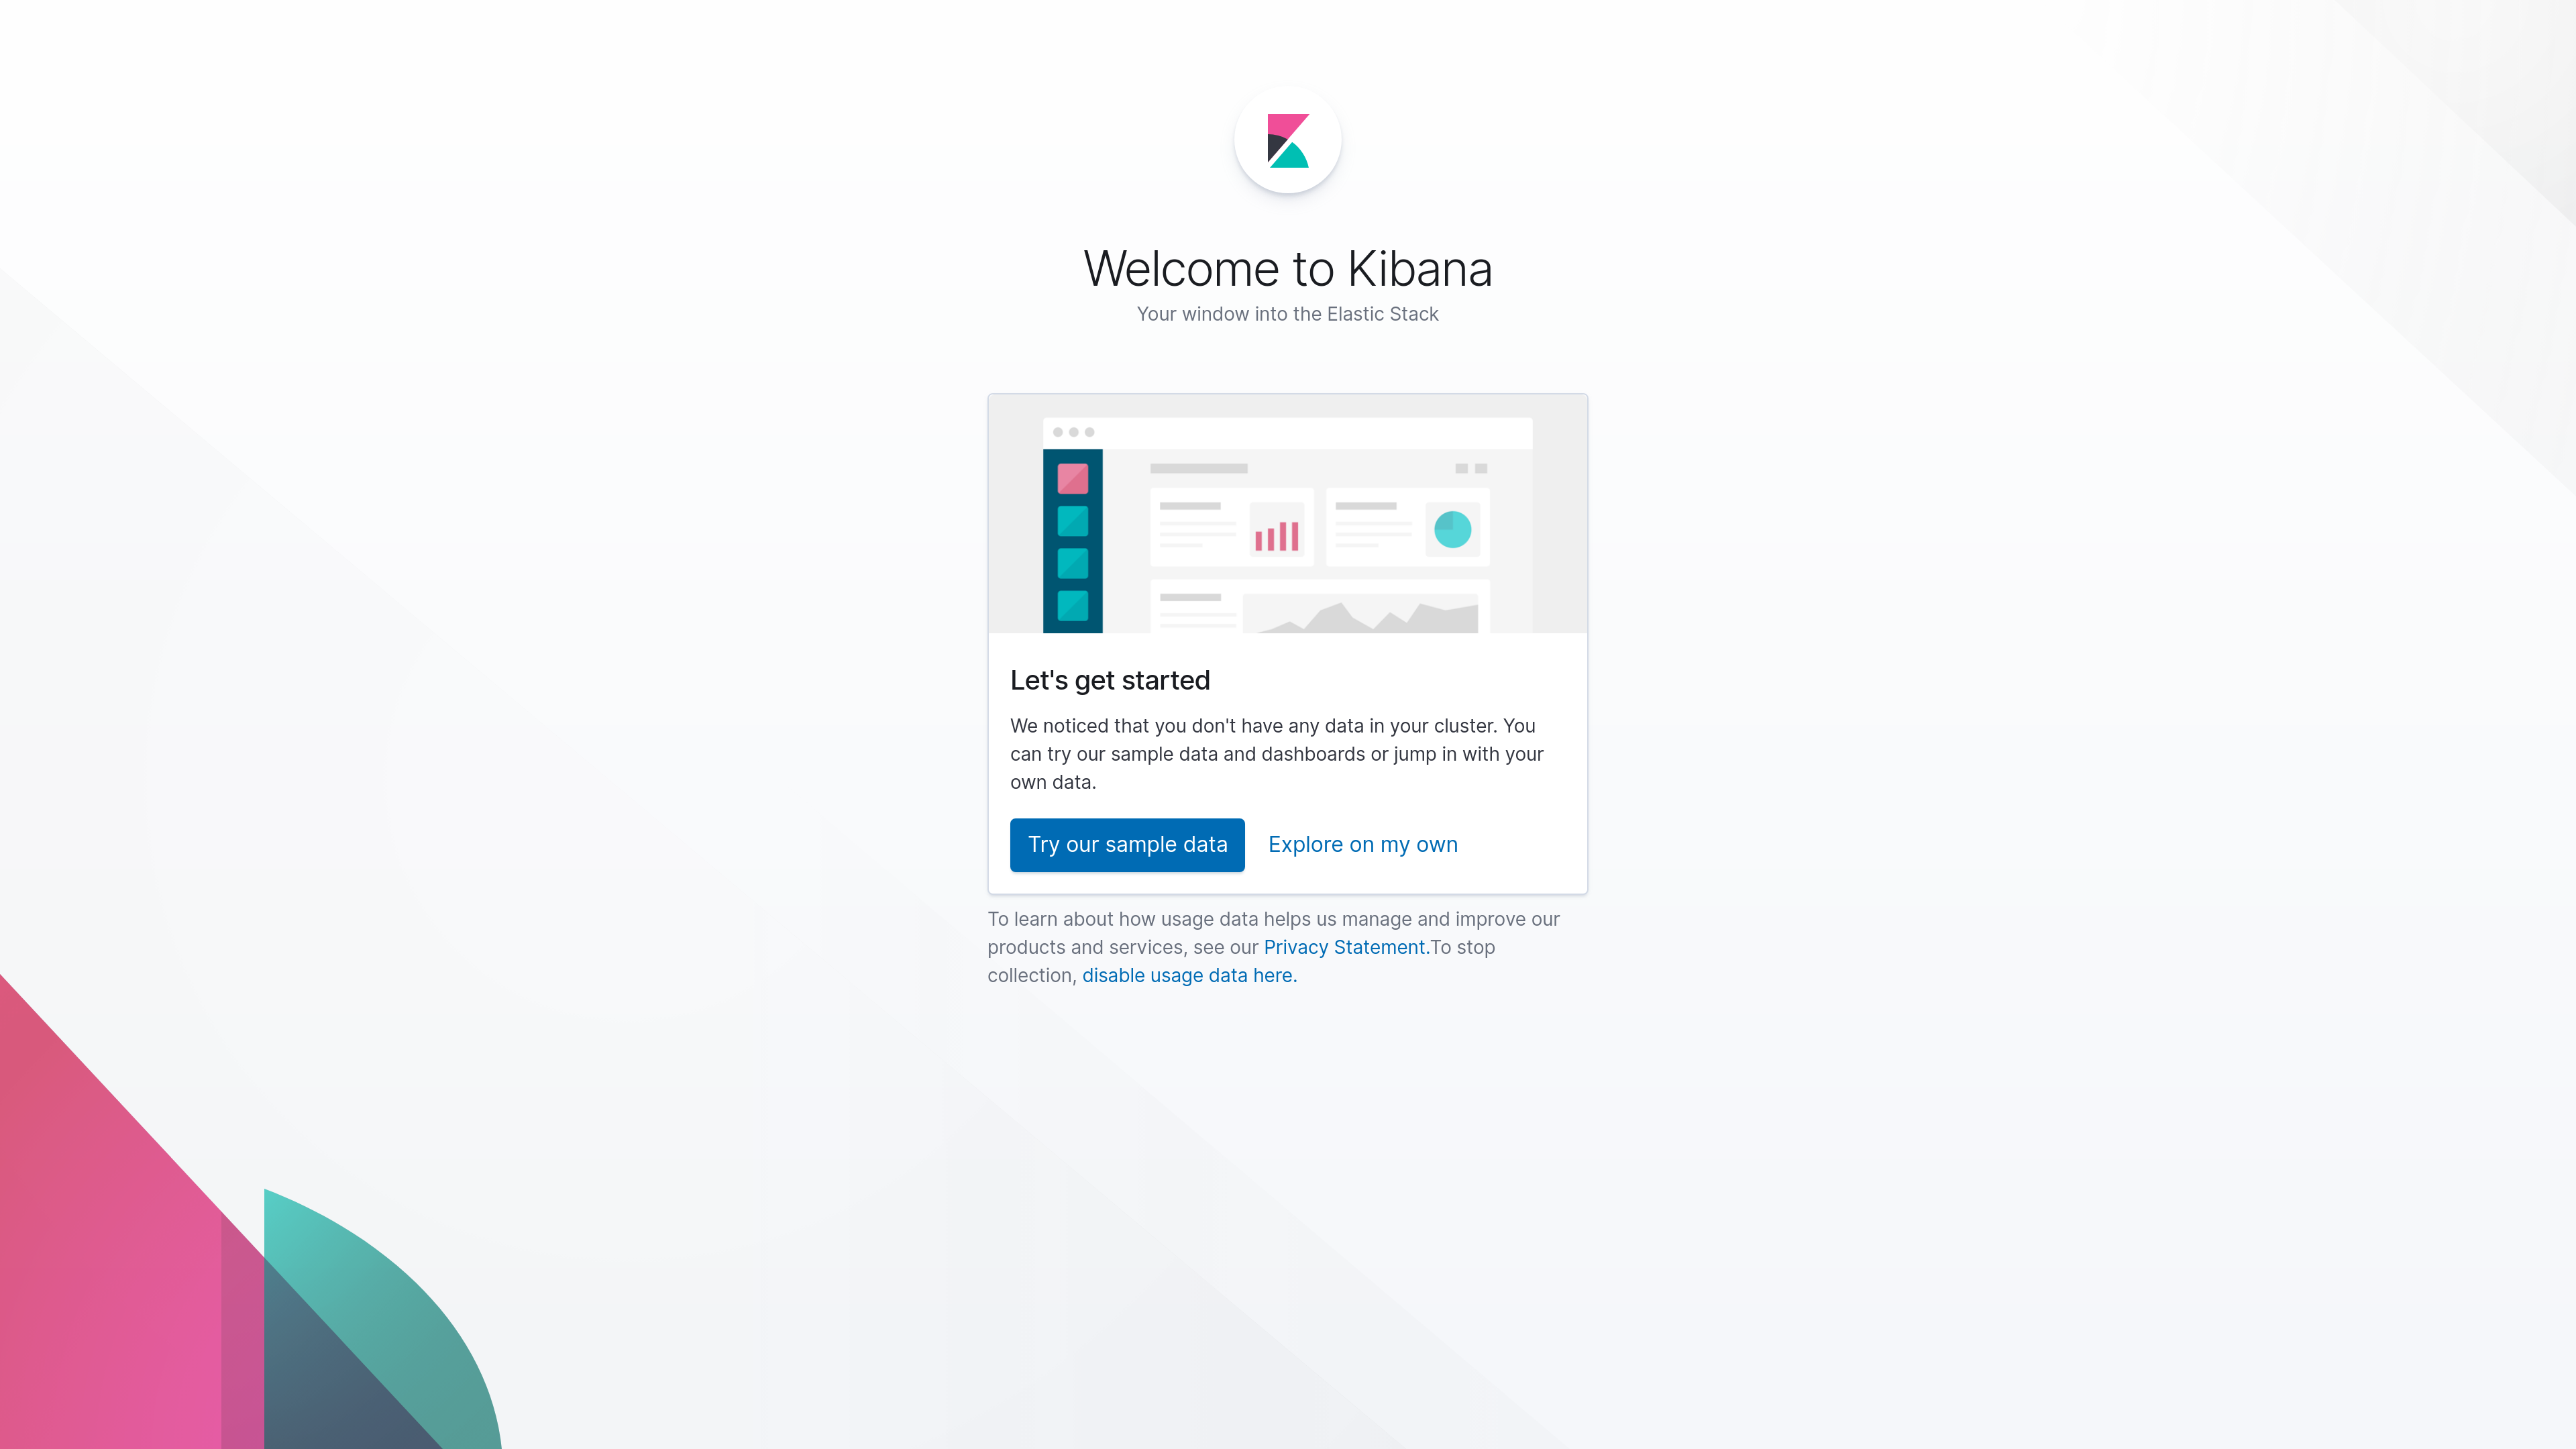 Welcome to Kibana
Your window into the Elastic Stack
Let's get started
We noticed that you don't have any data in your cluster. You
can try our sample data and dashboards or jump in with your
own data.
Try our sample data
Explore on my own
To learn about how usage data helps us manage and improve our
products and services, see our Privacy Statement.To stop
collection, disable usage data here.